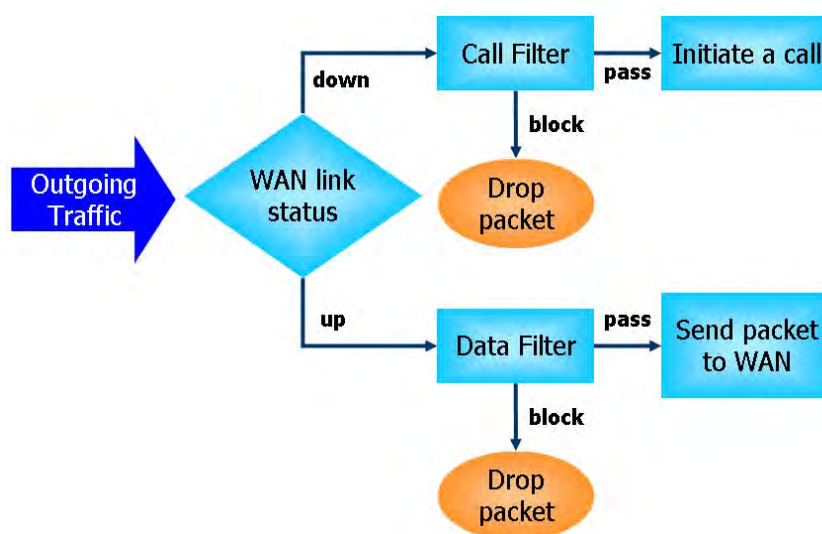 Call Filter
pass
Initiate a call
down
block
Outgoing
Traffic
WAN link
status
Drop
packet
up
Data Filter
pass
Send packet
to WAN
block
Drop
packet